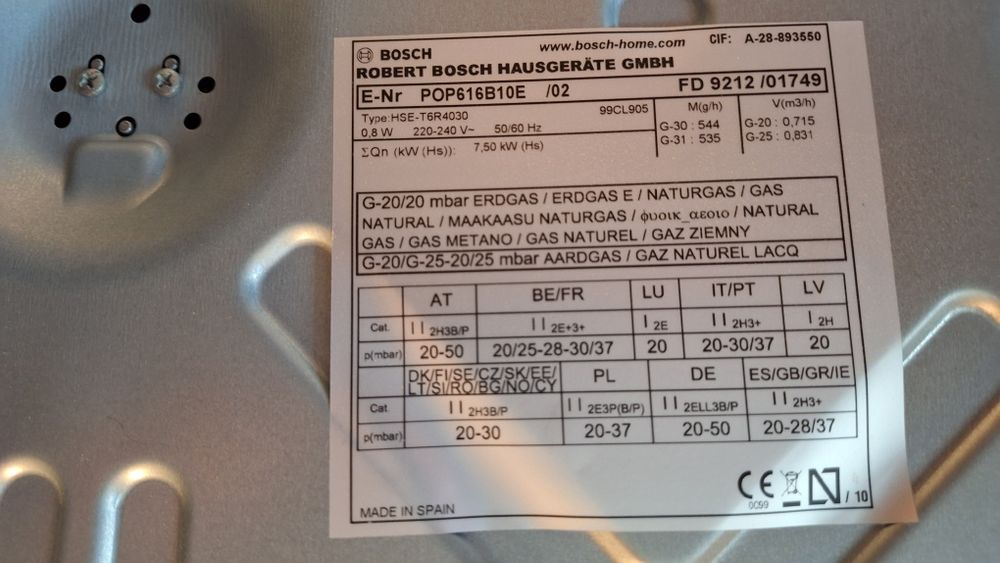 BOSCH www.bosch-home.com CIF: A-28-893550
ROBERT BOSCH HAUSGERÄTE GMBH
E-Nr POP616B10E /02 FD 9212 /01749
Type:HSE-T6R4030 99CL905 M(g/h) V(m3/h)
0,8 W 220-240 V~ 50/60 Hz G-30 : 544 G-20 : 0,715
ΣQn (kW (Hs)): 7,50 kW (Hs) G-31 : 535 G-25 : 0,831
G-20/20 mbar ERDGAS / ERDGAS E / NATURGAS / GAS
NATURAL / MAAKAASU NATURGAS / φυοικ_αεοιο / NATURAL
GAS / GAS METANO / GAS NATUREL / GAZ ZIEMNY
G-20/G-25-20/25 mbar AARDGAS / GAZ NATUREL LACQ
AT BE/FR LU IT/PT LV
Cat. II 2H3B/P II 2E+3+ I 2E II 2H3+ I 2H
p(mbar) 20-50 20/25-28-30/37 20 20-30/37 20
DK/FI/SE/CZ/SK/EE/
LT/SI/RO/BG/NO/CY PL DE ES/GB/GR/IE
Cat. II 2H3B/P II 2E3P(B/P) II 2ELL3B/P II 2H3+
p(mbar) 20-30 20-37 20-50 20-28/37
CE N / 10
0099
MADE IN SPAIN